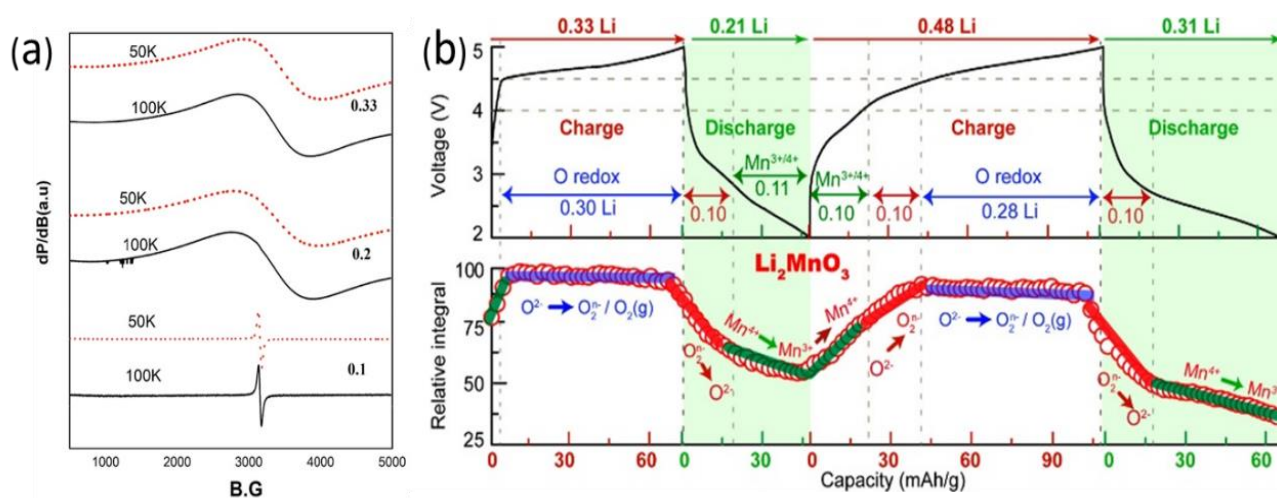 (a)
50K
100K
0.33
50K
100K
0.2
50K
100K
0.1
dP/dB(a.u)
1000 2000 3000 4000 5000
B.G
(b)
0.33 Li 0.21 Li 0.48 Li 0.31 Li
5
4
3
2
Voltage (V)
Charge Discharge Charge Discharge
Mn3+/4+
0.11
O redox
0.30 Li
0.10
Mn3+/4+
0.10
0.10
O redox
0.28 Li
0.10
Li2MnO3
100
75
50
25
Relative integral
O2- → O2n- / O2(g)
O2n-
O2-
Mn4+
Mn3+
Mn4+
O2n-
O2-
O2- → O2n- / O2(g)
O2n-
O2-
Mn4+
Mn3
0 30 60 0 30 0 30 60 90 0 30 60
Capacity (mAh/g)